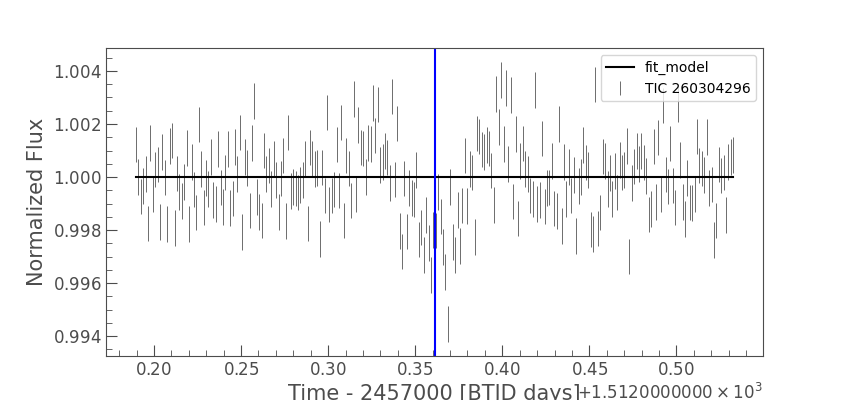 fit_model
TIC 260304296
Normalized Flux
1.004
1.002
1.000
0.998
0.996
0.994
0.20 0.25 0.30 0.35 0.40 0.45 0.50
Time - 2457000 [BTJD days]
+1.5120000000 × 10³